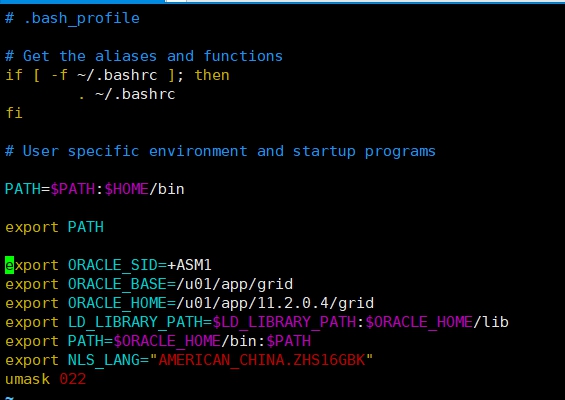 # .bash_profile
# Get the aliases and functions
if [ -f ~/.bashrc ]; then
        . ~/.bashrc
fi
# User specific environment and startup programs
PATH=$PATH:$HOME/bin
export PATH
export ORACLE_SID=+ASM1
export ORACLE_BASE=/u01/app/grid
export ORACLE_HOME=/u01/app/11.2.0.4/grid
export LD_LIBRARY_PATH=$LD_LIBRARY_PATH:$ORACLE_HOME/lib
export PATH=$ORACLE_HOME/bin:$PATH
export NLS_LANG="AMERICAN_CHINA.ZHS16GBK"
umask 022
~